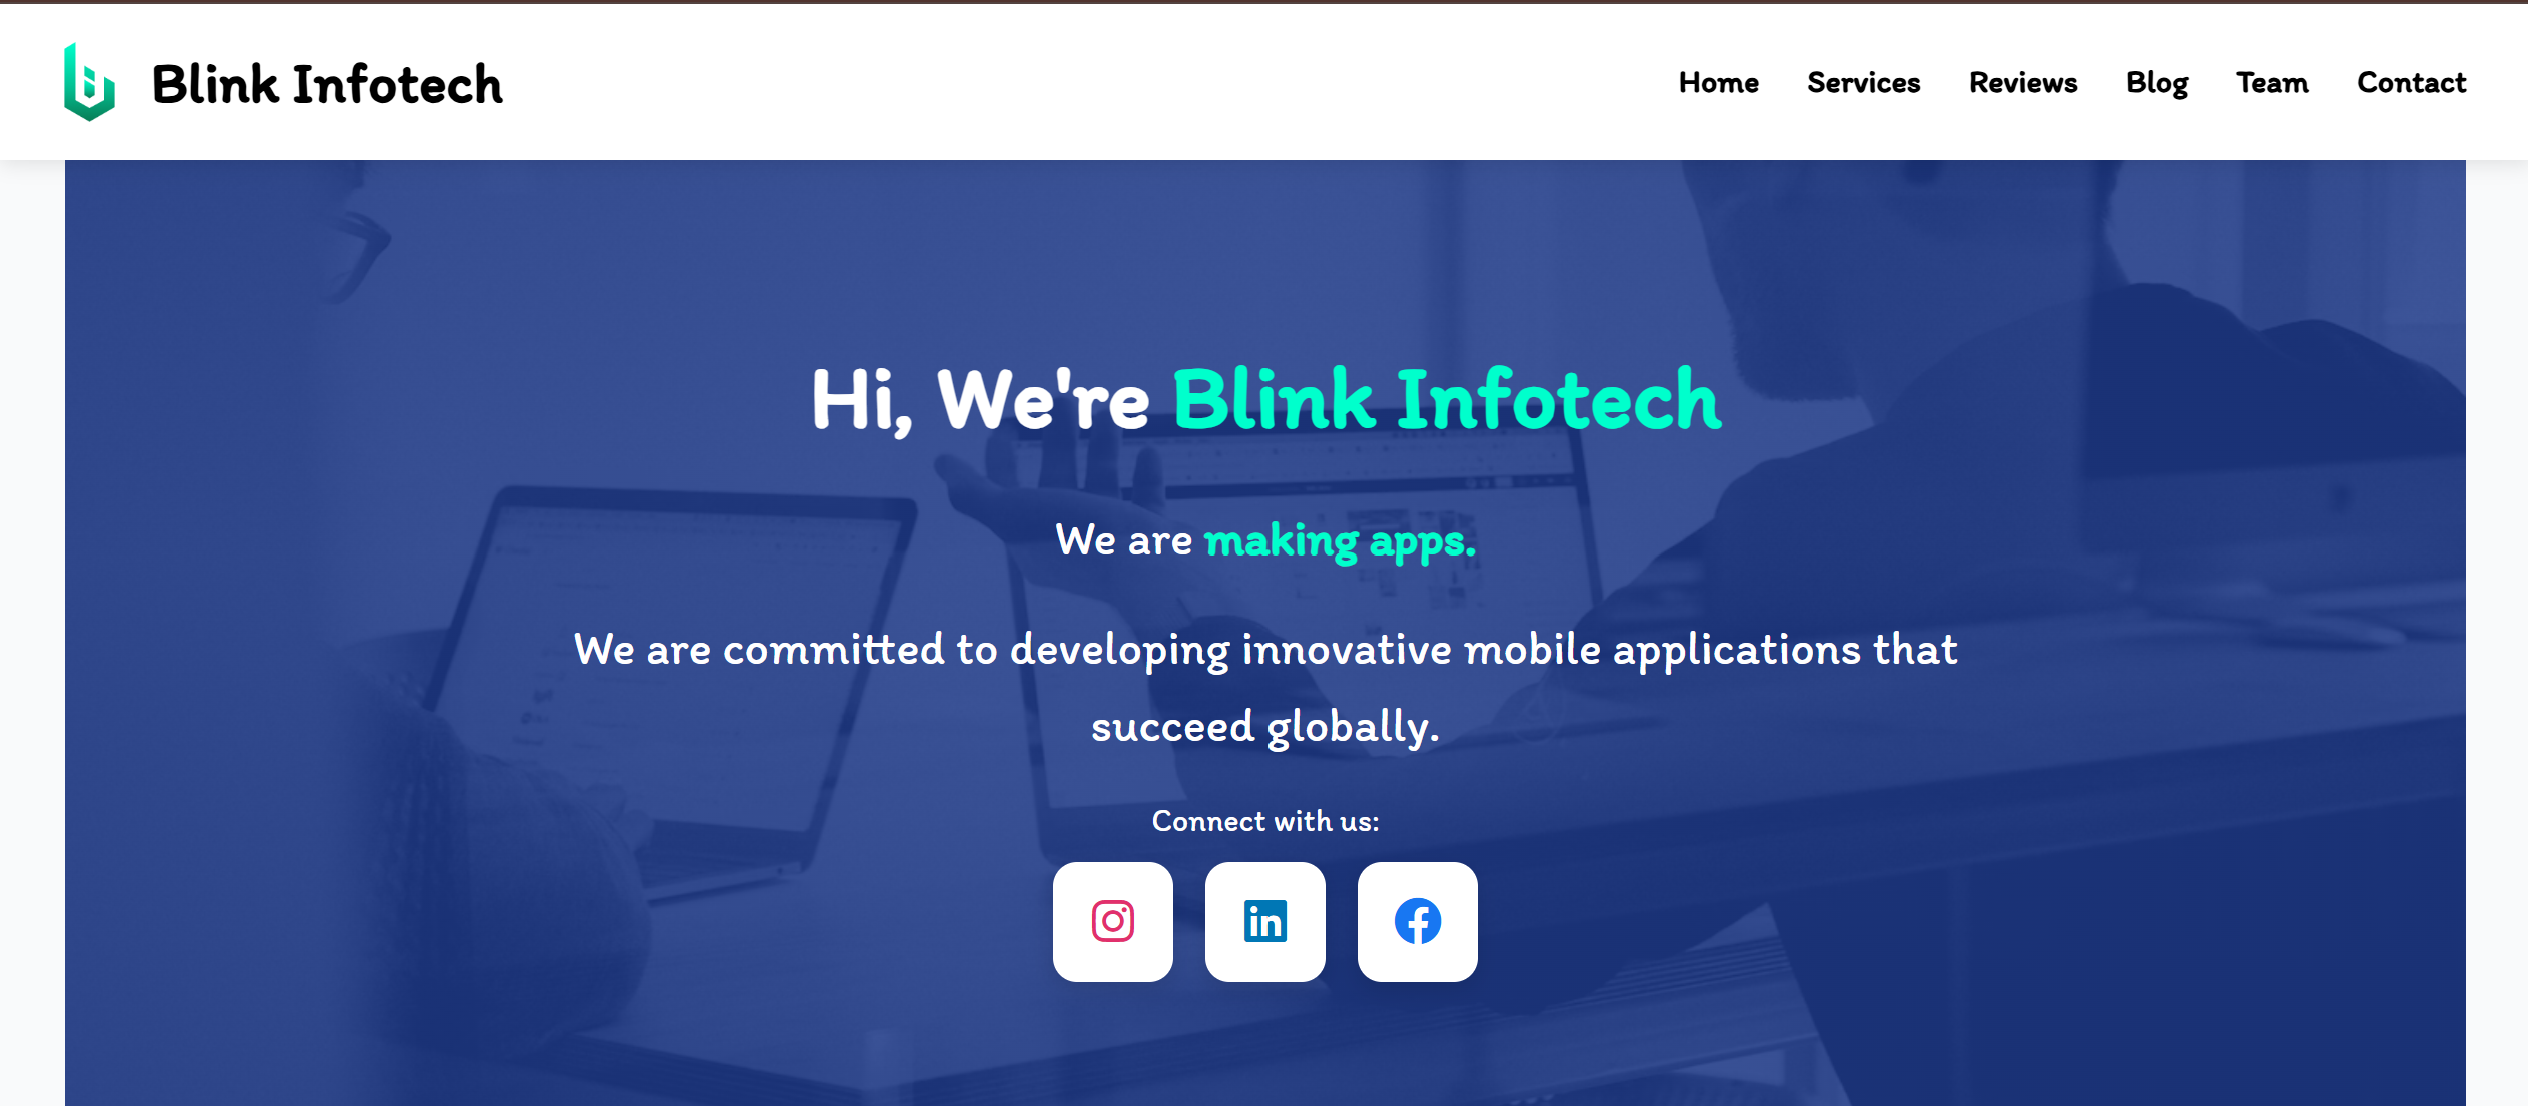 Blink Infotech
Home Services Reviews Blog Team Contact
Hi, We're Blink Infotech
We are making apps.
We are committed to developing innovative mobile applications that
succeed globally.
Connect with us: